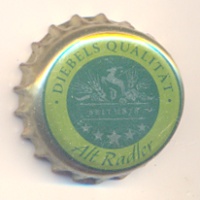 · DIEBELS QUALITÄT ·
Alt Radler